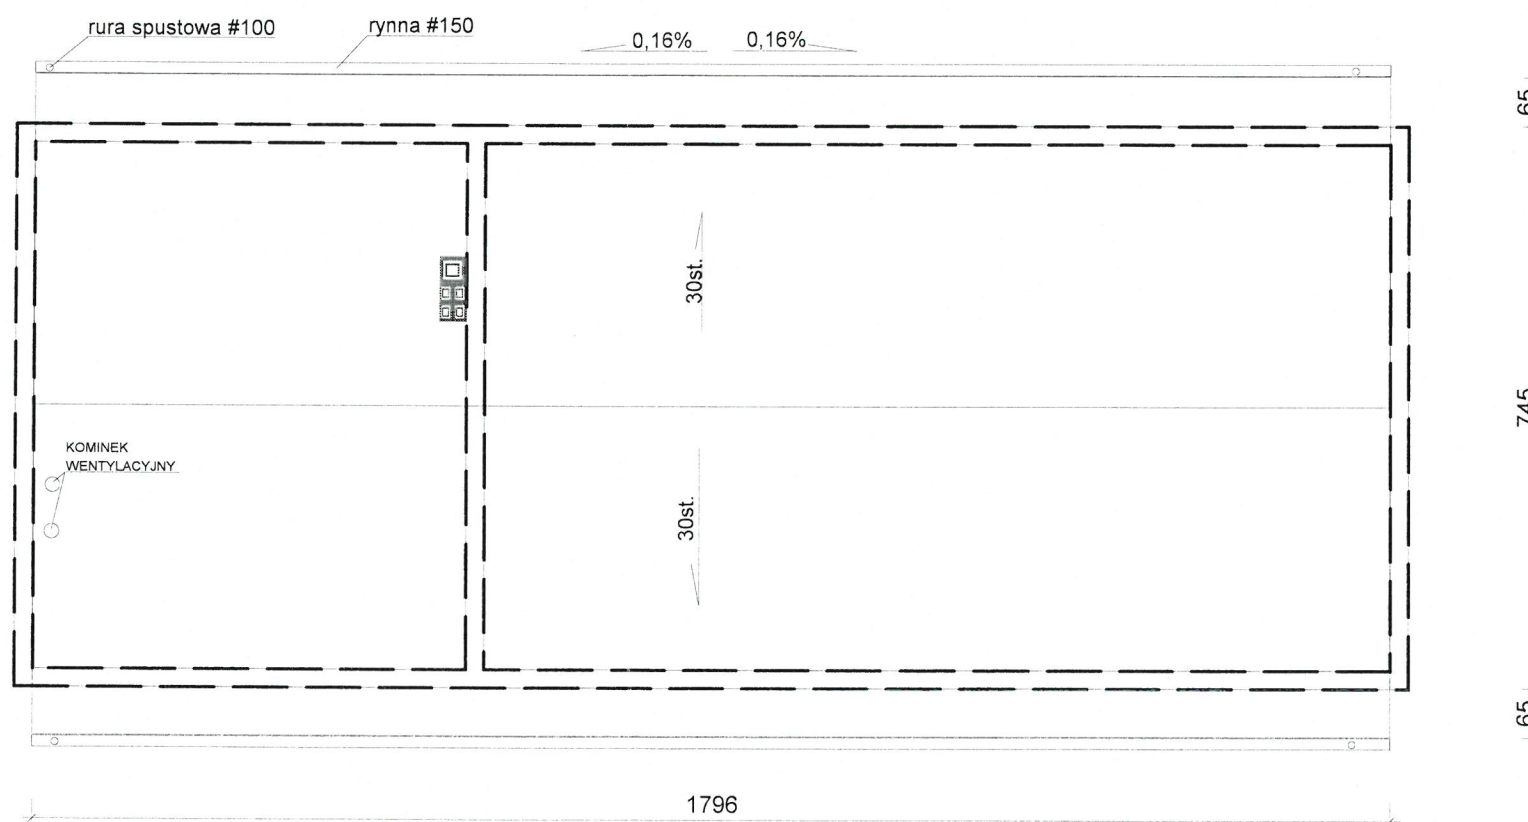 rura spustowa #100
rynna #150
0,16%
0,16%
65
30st.
745
KOMINEK
WENTYLACYJNY
30st.
65
1796